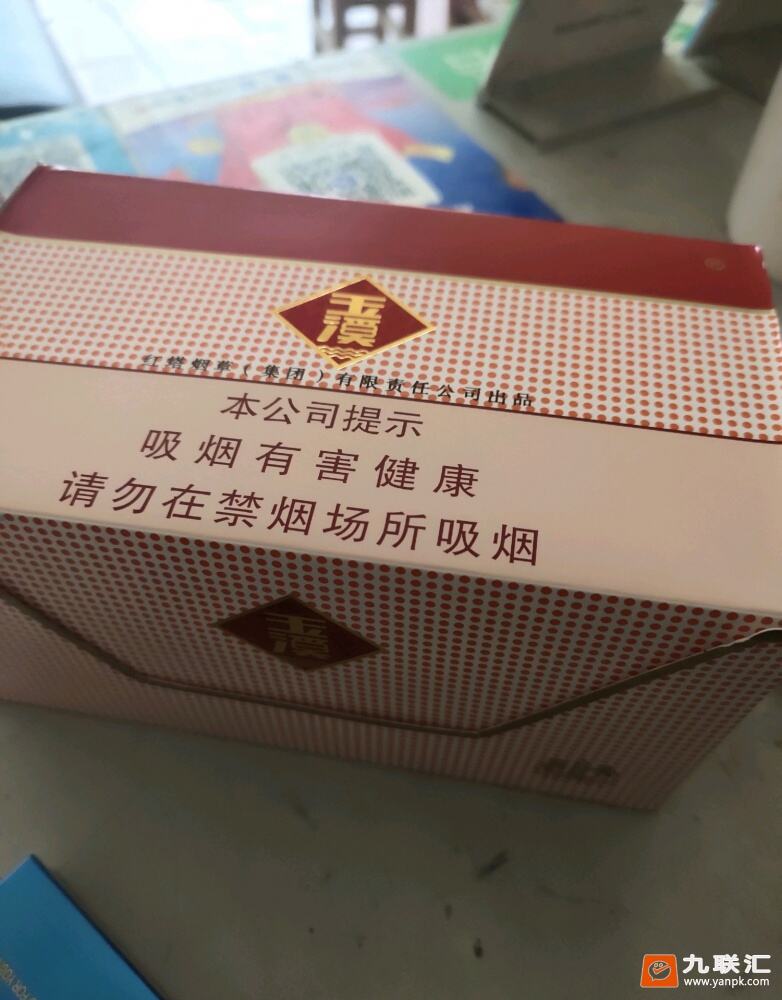 玉溪
红塔烟草（集团）有限责任公司出品
本公司提示
吸烟有害健康
请勿在禁烟场所吸烟
玉溪
九联汇
www.yanpk.com